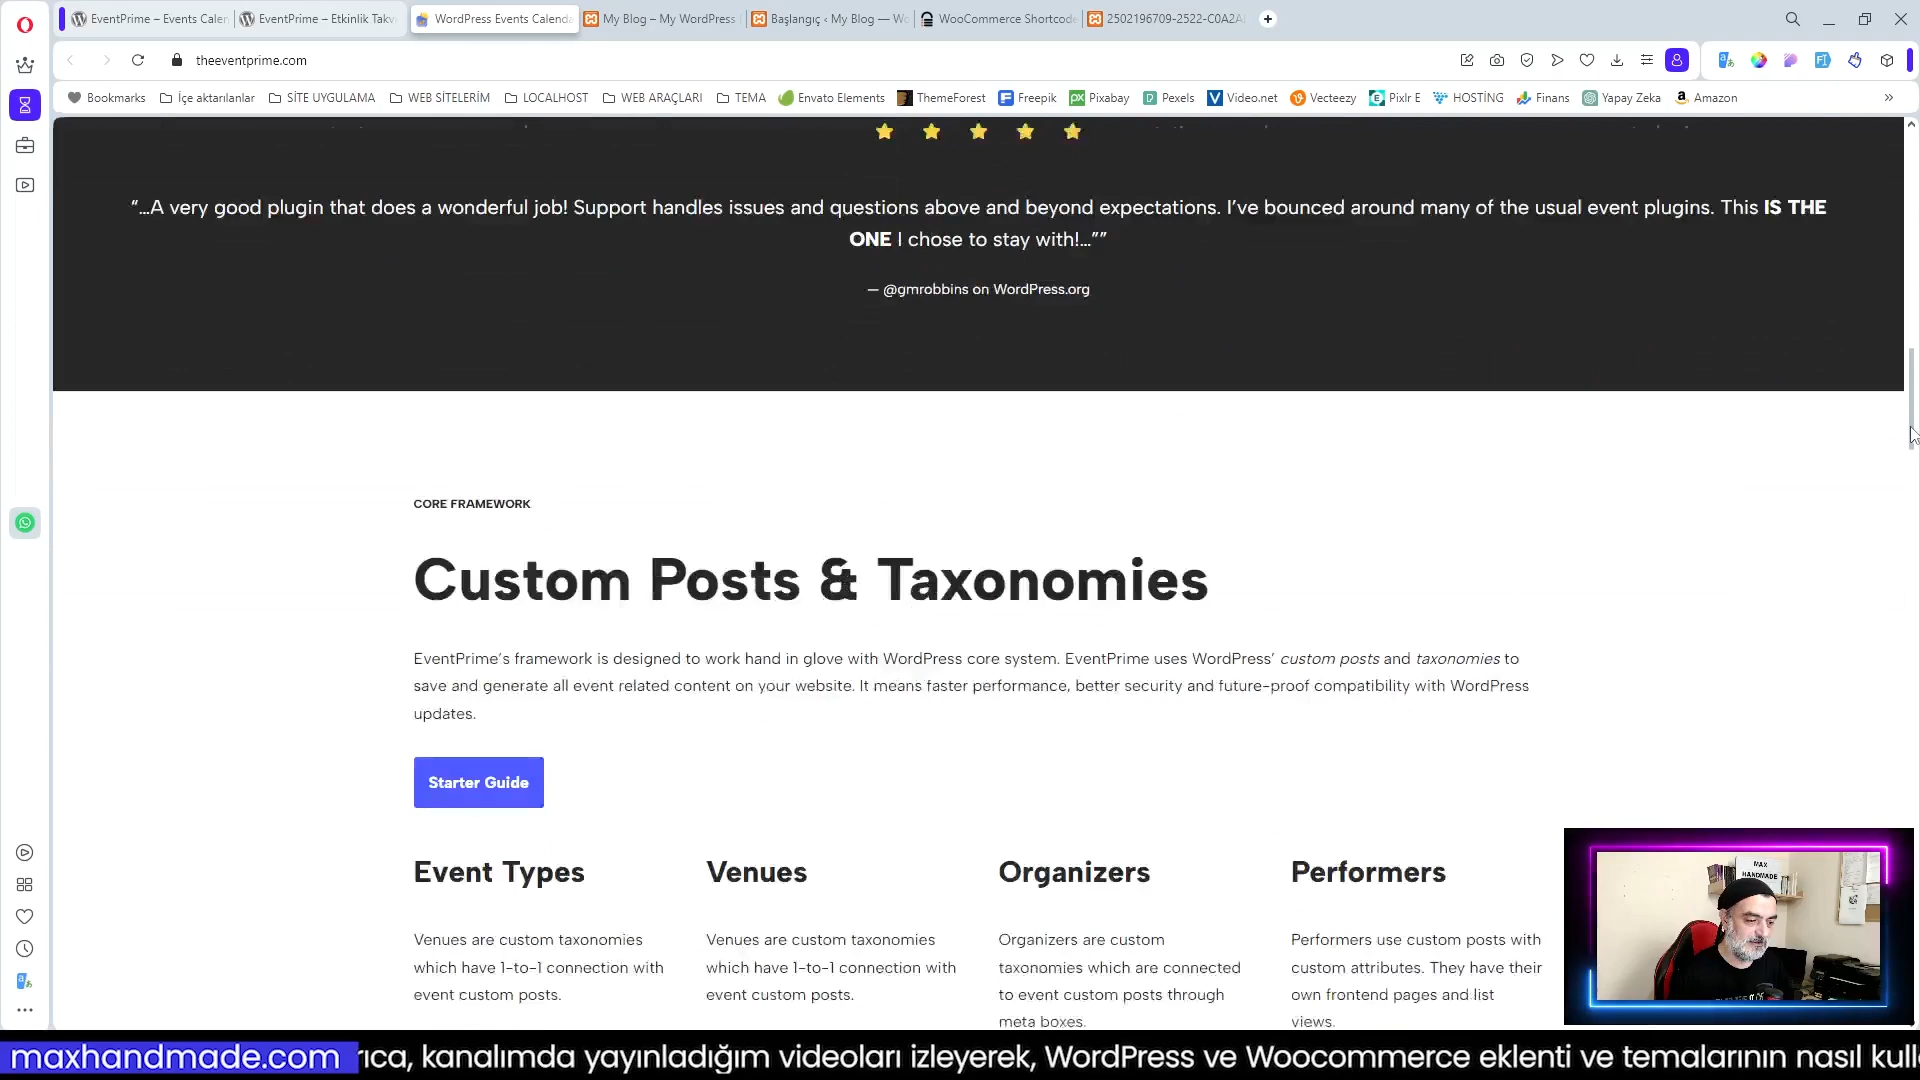 EventPrime – Events Calen
EventPrime – Etkinlik Takv
WordPress Events Calenda
My Blog – My WordPress
Başlangıç ‹ My Blog — Wo
WooCommerce Shortcode
2502196709-2522-C0A2A
theeventprime.com
Bookmarks
İçe aktarılanlar
SİTE UYGULAMA
WEB SİTELERİM
LOCALHOST
WEB ARAÇLARI
TEMA
Envato Elements
ThemeForest
Freepik
Pixabay
Pexels
Video.net
Vecteezy
Pixlr E
HOSTİNG
Finans
Yapay Zeka
Amazon
“…A very good plugin that does a wonderful job! Support handles issues and questions above and beyond expectations. I’ve bounced around many of the usual event plugins. This IS THE
ONE I chose to stay with!…””
— @gmrobbins on WordPress.org
CORE FRAMEWORK
Custom Posts & Taxonomies
EventPrime’s framework is designed to work hand in glove with WordPress core system. EventPrime uses WordPress’ custom posts and taxonomies to
save and generate all event related content on your website. It means faster performance, better security and future-proof compatibility with WordPress
updates.
Starter Guide
Event Types
Venues are custom taxonomies
which have 1-to-1 connection with
event custom posts.
Venues
Venues are custom taxonomies
which have 1-to-1 connection with
event custom posts.
Organizers
Organizers are custom
taxonomies which are connected
to event custom posts through
meta boxes.
Performers
Performers use custom posts with
custom attributes. They have their
own frontend pages and list
views.
MAX
HANDMADE
maxhandmade.com
rıca, kanalımda yayınladığım videoları izleyerek, WordPress ve Woocommerce eklenti ve temalarının nasıl kulla